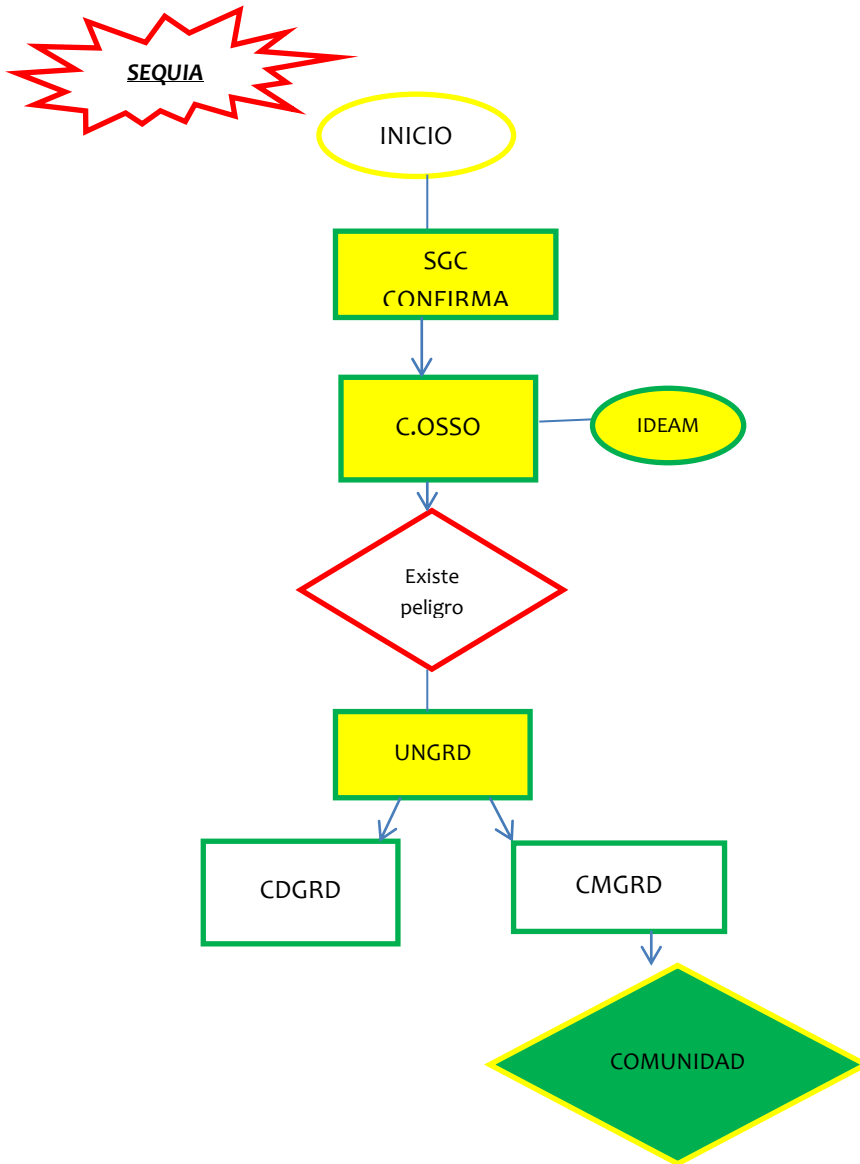 SEQUIA
INICIO
SGC
CONFIRMA
C.OSSO
IDEAM
Existe
peligro
UNGRD
CDGRD
CMGRD
COMUNIDAD